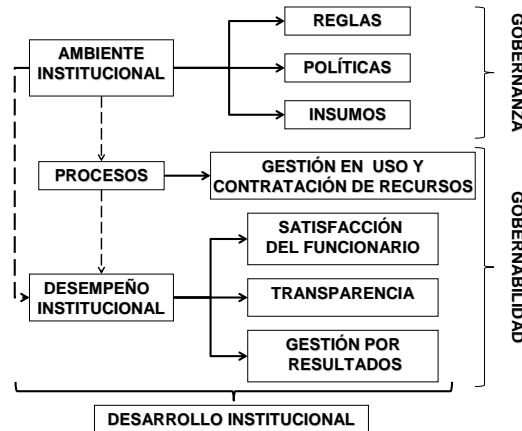 REGLAS
AMBIENTE
INSTITUCIONAL
POLÍTICAS
INSUMOS
GOBERNANZA
PROCESOS
GESTIÓN EN USO Y
CONTRATACIÓN DE RECURSOS
SATISFACCIÓN
DEL FUNCIONARIO
DESEMPEÑO
INSTITUCIONAL
TRANSPARENCIA
GESTIÓN POR
RESULTADOS
GOBERNABILIDAD
DESARROLLO INSTITUCIONAL